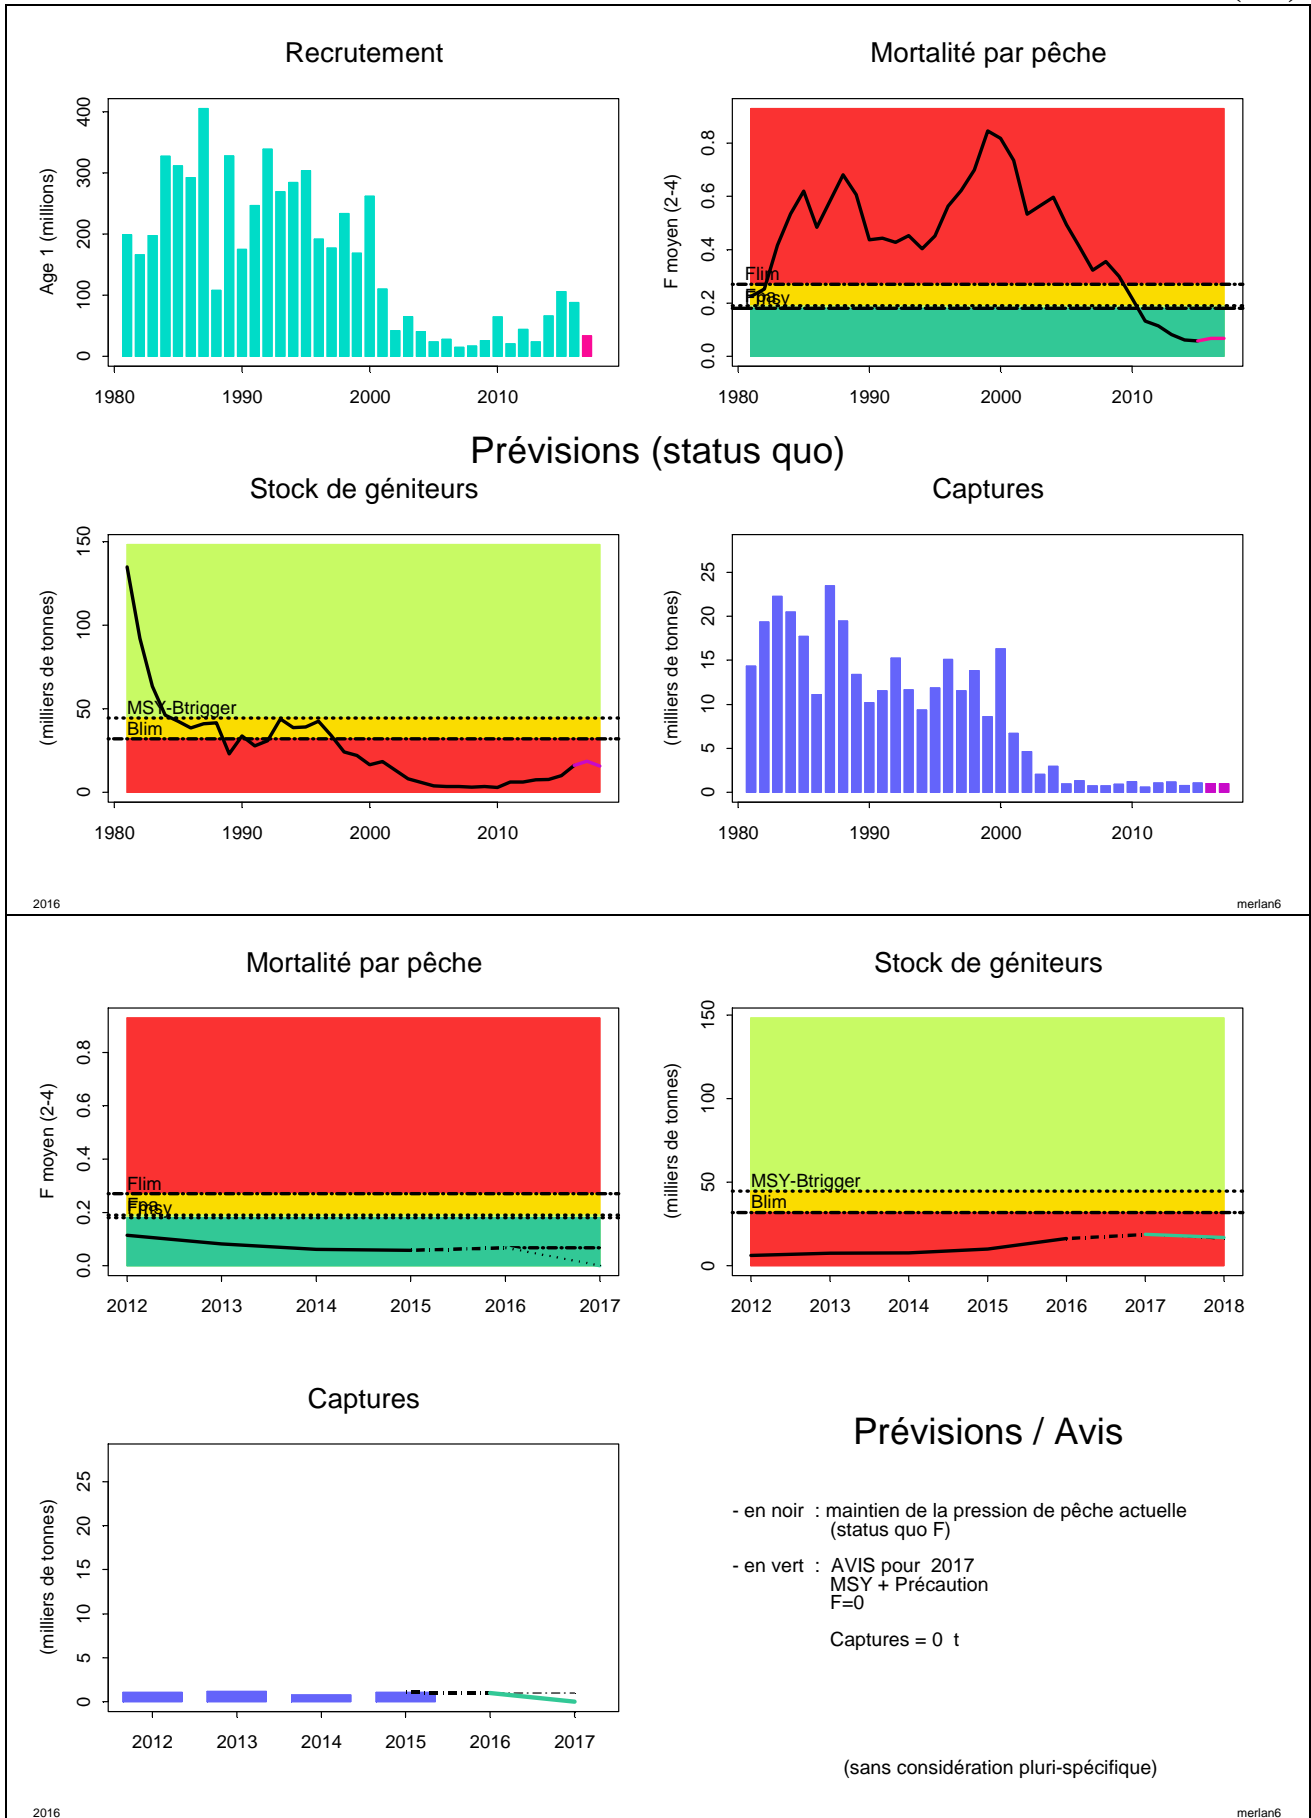 Recrutement
Mortalité par pêche
Age 1 (millions)
0 100 200 300 400
1980 1990 2000 2010
F moyen (2-4)
0.0 0.2 0.4 0.6 0.8
Flim
Fpa
Fmsy
1980 1990 2000 2010
Prévisions (status quo)
Stock de géniteurs
Captures
(milliers de tonnes)
0 50 100 150
MSY-Btrigger
Blim
1980 1990 2000 2010
(milliers de tonnes)
0 5 10 15 20 25
1980 1990 2000 2010
2016
merlan6
Mortalité par pêche
Stock de géniteurs
F moyen (2-4)
0.0 0.2 0.4 0.6 0.8
Flim
Fpa
Fmsy
2012 2013 2014 2015 2016 2017
(milliers de tonnes)
0 50 100 150
MSY-Btrigger
Blim
2012 2013 2014 2015 2016 2017 2018
Captures
(milliers de tonnes)
0 5 10 15 20 25
2012 2013 2014 2015 2016 2017
Prévisions / Avis
- en noir : maintien de la pression de pêche actuelle
(status quo F)
- en vert : AVIS pour 2017
MSY + Précaution
F=0
Captures = 0 t
(sans considération pluri-spécifique)
2016
merlan6